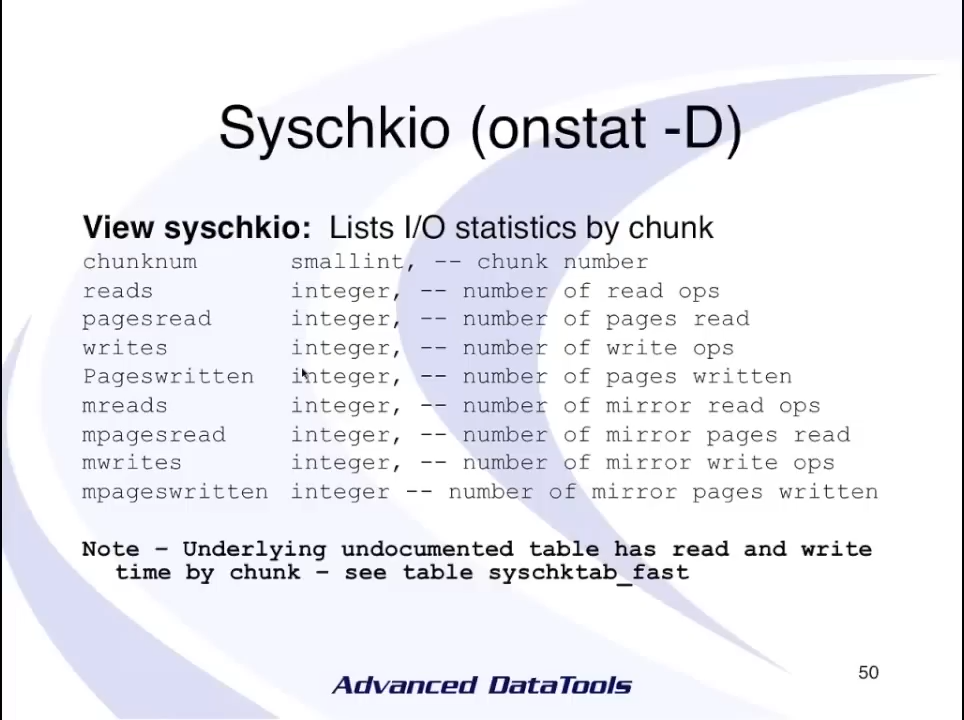 Syschkio (onstat -D)
View syschkio: Lists I/O statistics by chunk
chunknum smallint, -- chunk number
reads integer, -- number of read ops
pagesread integer, -- number of pages read
writes integer, -- number of write ops
Pageswritten integer, -- number of pages written
mreads integer, -- number of mirror read ops
mpagesread integer, -- number of mirror pages read
mwrites integer, -- number of mirror write ops
mpageswritten integer -- number of mirror pages written
Note – Underlying undocumented table has read and write
time by chunk – see table syschktab_fast
50
Advanced DataTools